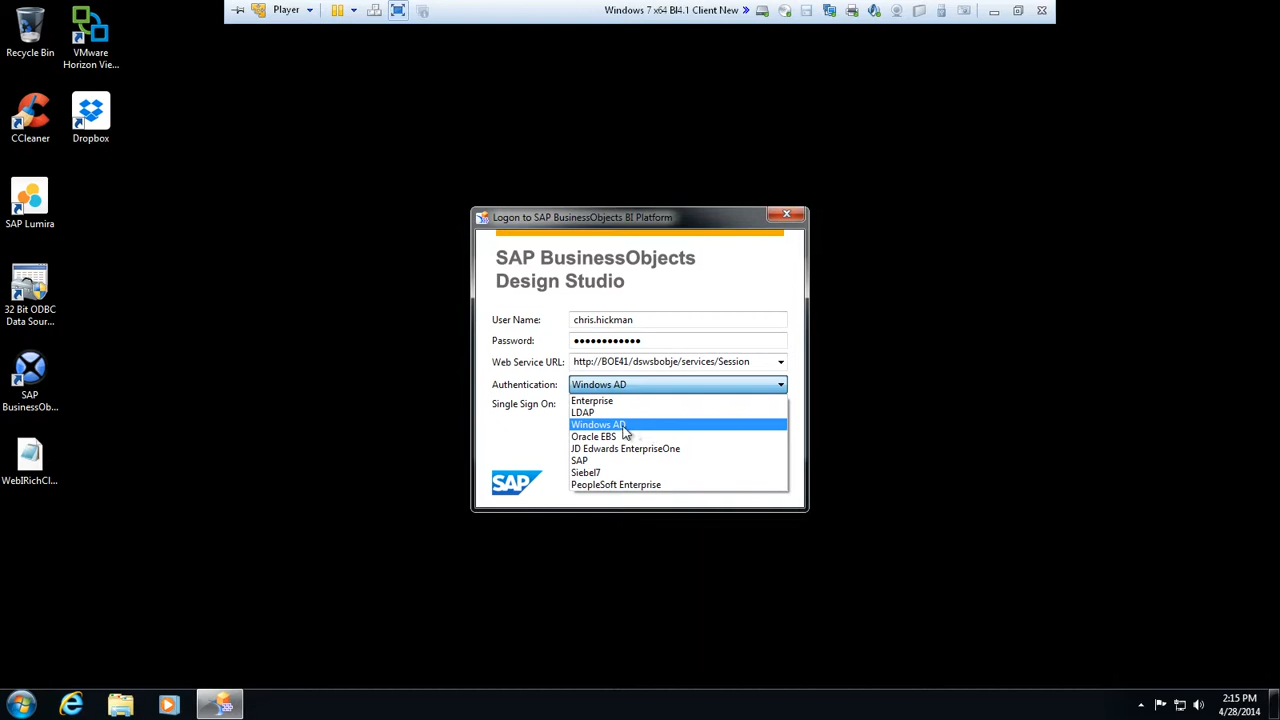 Player
Windows 7 x64 BI4.1 Client New
Recycle Bin
VMware
Horizon Vie...
CCleaner
Dropbox
SAP Lumira
32 Bit ODBC
Data Sour...
SAP
BusinessOb...
WebIRichCl...
Logon to SAP BusinessObjects BI Platform
SAP BusinessObjects
Design Studio
User Name: chris.hickman
Password: ●●●●●●●●●●●●
Web Service URL: http://BOE41/dswsbobje/services/Session
Authentication: Windows AD
Single Sign On:
Enterprise
LDAP
Windows AD
Oracle EBS
JD Edwards EnterpriseOne
SAP
Siebel7
PeopleSoft Enterprise
SAP
2:15 PM
4/28/2014